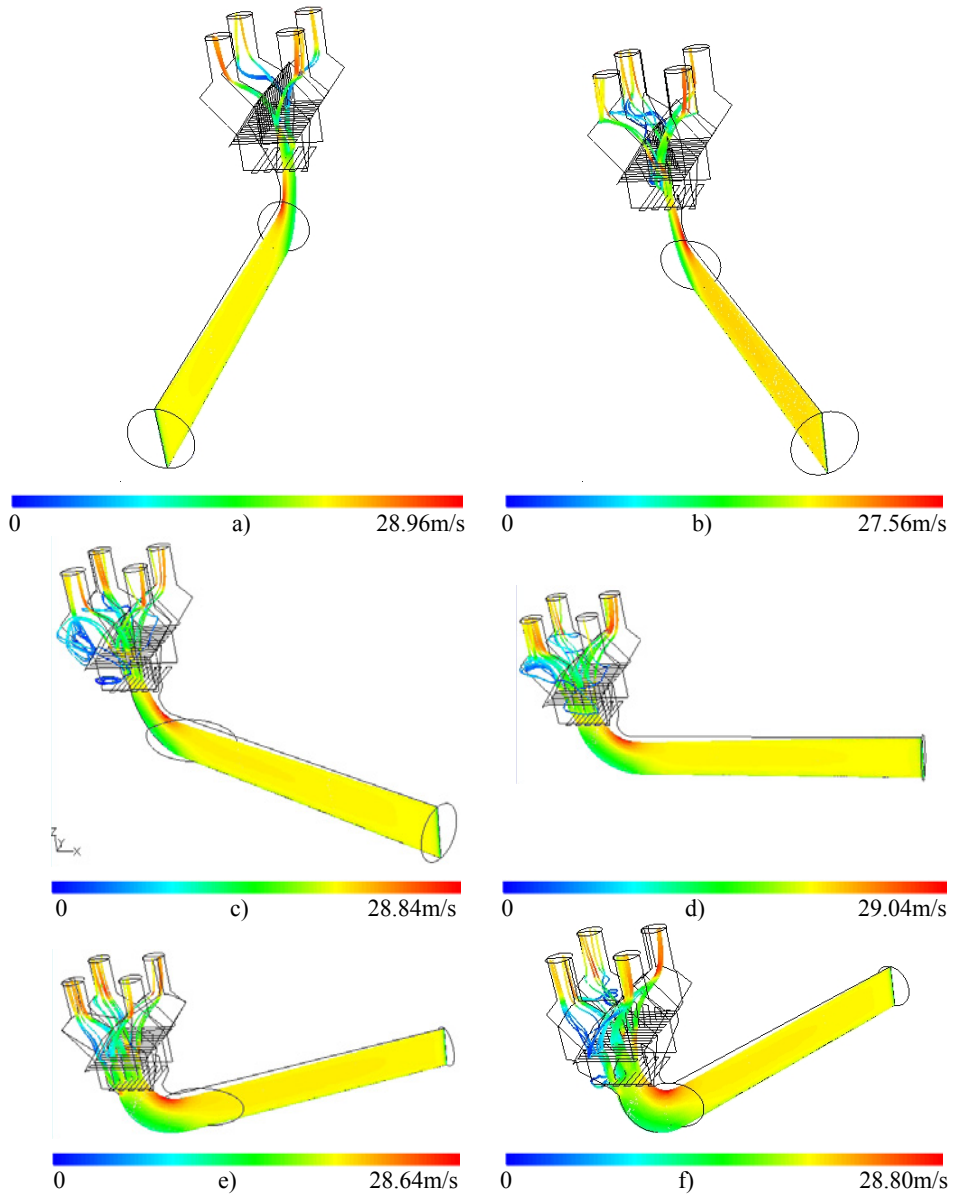 0 a) 28.96m/s
0 b) 27.56m/s
Z Y X
0 c) 28.84m/s
0 d) 29.04m/s
0 e) 28.64m/s
0 f) 28.80m/s